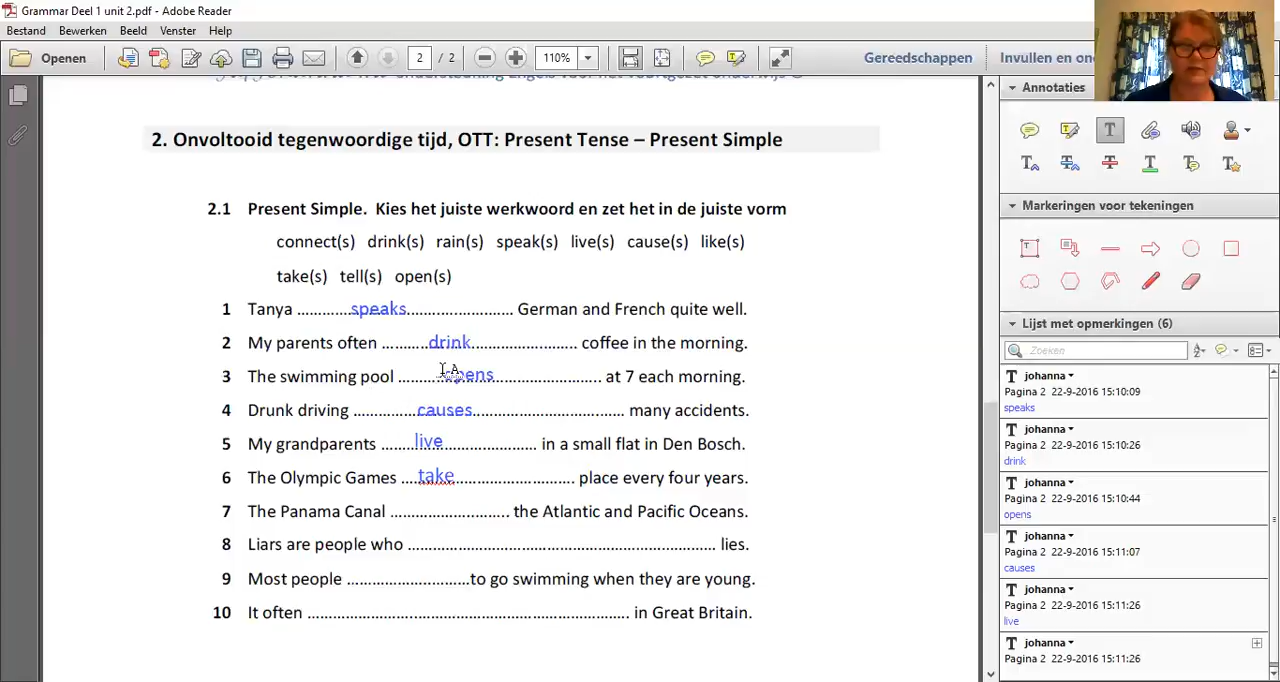 Grammar Deel 1 unit 2.pdf - Adobe Reader
Bestand Bewerken Beeld Venster Help
Openen 2 / 2 110% Gereedschappen Invullen en on
2. Onvoltooid tegenwoordige tijd, OTT: Present Tense – Present Simple
2.1 Present Simple. Kies het juiste werkwoord en zet het in de juiste vorm
connect(s) drink(s) rain(s) speak(s) live(s) cause(s) like(s)
take(s) tell(s) open(s)
1 Tanya ............speaks......................... German and French quite well.
2 My parents often ...........drink......................... coffee in the morning.
3 The swimming pool ..........opens......................... at 7 each morning.
4 Drunk driving ...............causes................................... many accidents.
5 My grandparents ........live...................... in a small flat in Den Bosch.
6 The Olympic Games ....take............................ place every four years.
7 The Panama Canal ............................ the Atlantic and Pacific Oceans.
8 Liars are people who ........................................................................ lies.
9 Most people .............................to go swimming when they are young.
10 It often ............................................................................ in Great Britain.
Annotaties
Markeringen voor tekeningen
Lijst met opmerkingen (6)
Zoeken
johanna
Pagina 2 22-9-2016 15:10:09
speaks
johanna
Pagina 2 22-9-2016 15:10:26
drink
johanna
Pagina 2 22-9-2016 15:10:44
opens
johanna
Pagina 2 22-9-2016 15:11:07
causes
johanna
Pagina 2 22-9-2016 15:11:26
live
johanna
Pagina 2 22-9-2016 15:11:26